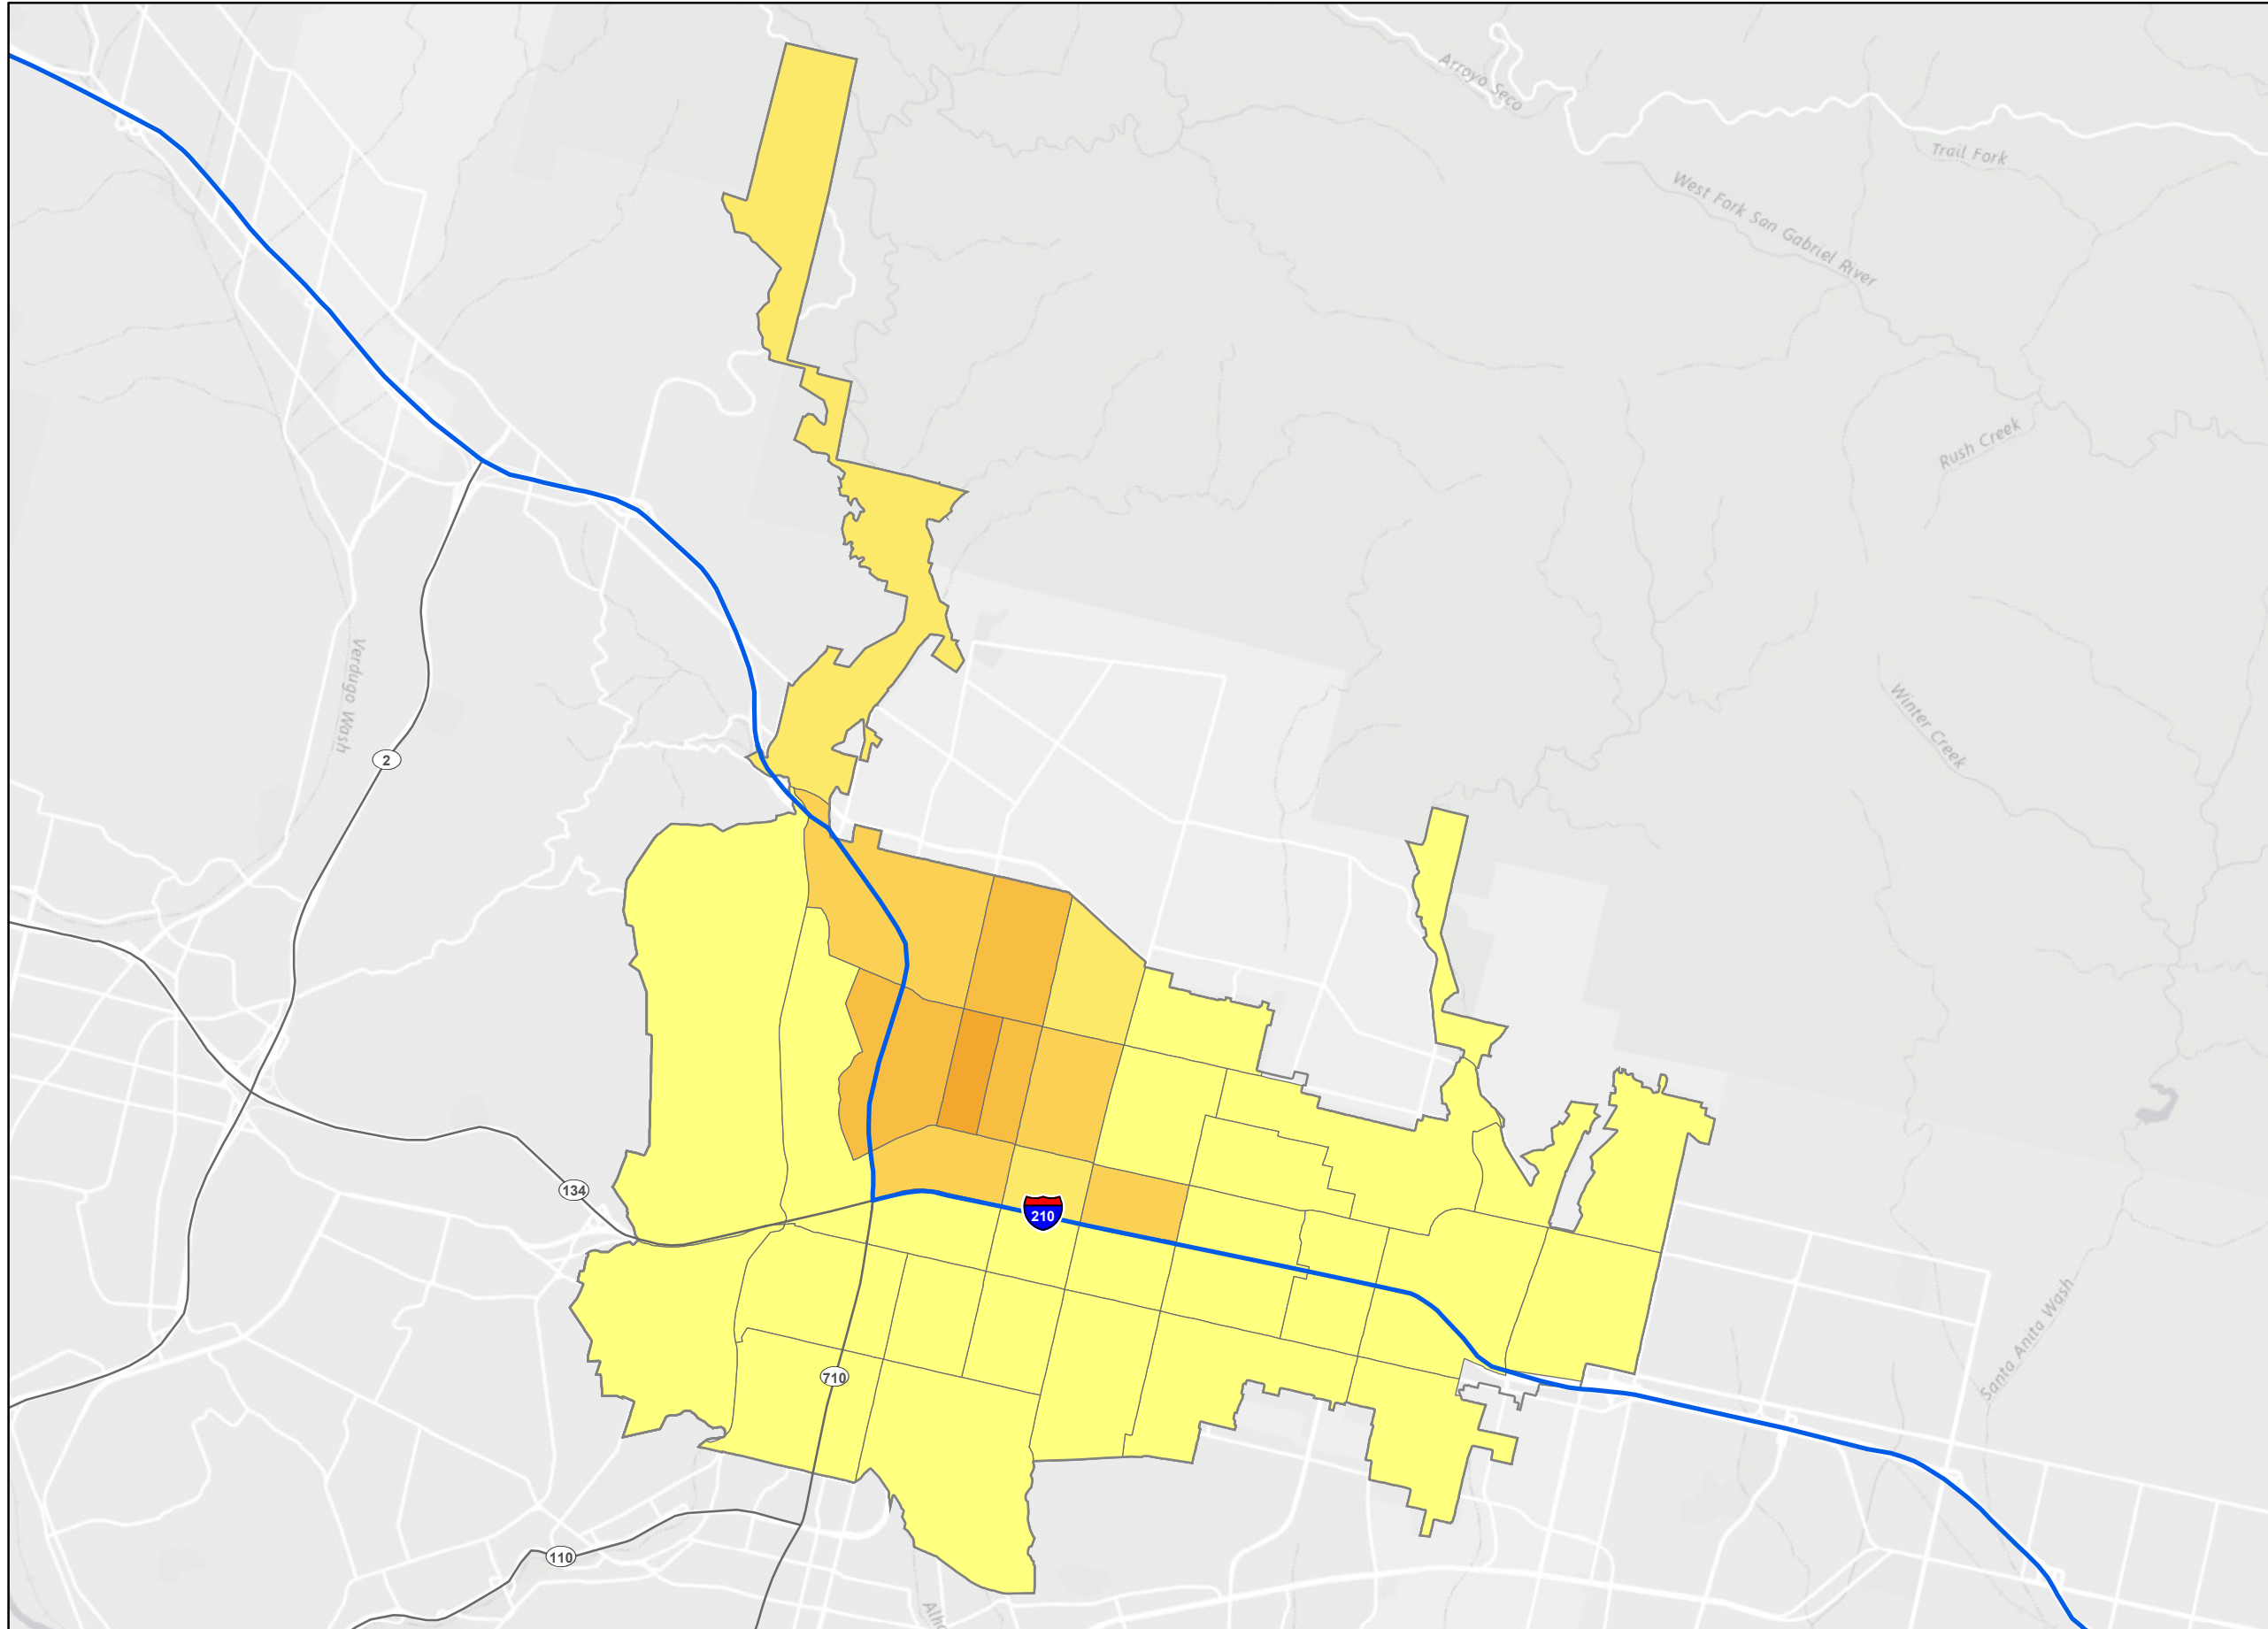 Arroyo Seco
Trail Fork
West Fork San Gabriel River
Rush Creek
Verdugo Wash
Winter Creek
2
134
210
Santa Anita Wash
710
110
Alh